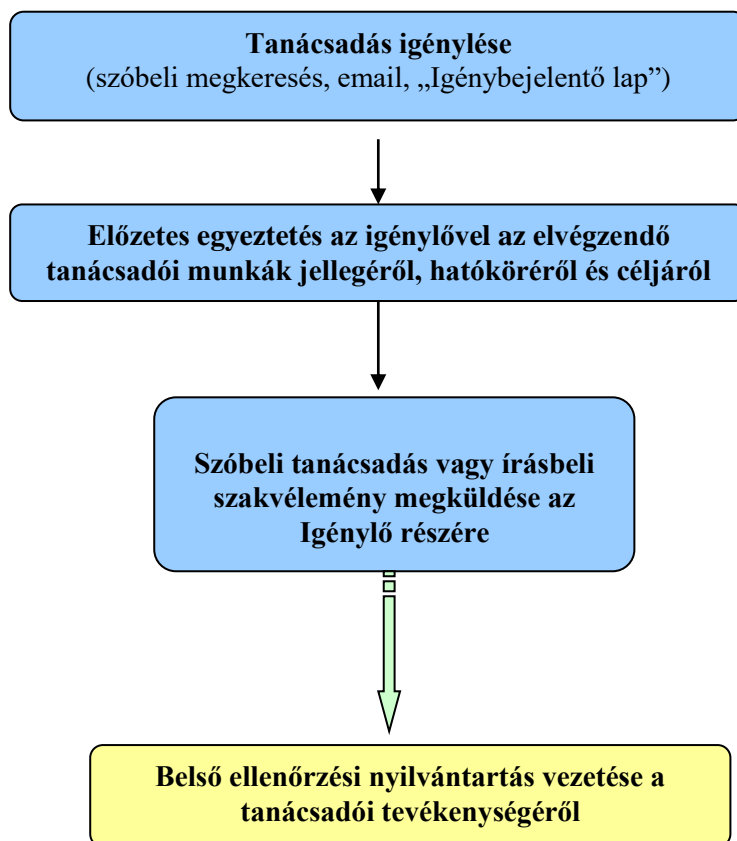 Tanácsadás igénylése
(szóbeli megkeresés, email, „Igénybejelentő lap”)
Előzetes egyeztetés az igénylővel az elvégzendő
tanácsadói munkák jellegéről, hatóköréről és céljáról
Szóbeli tanácsadás vagy írásbeli
szakvélemény megküldése az
Igénylő részére
Belső ellenőrzési nyilvántartás vezetése a
tanácsadói tevékenységéről